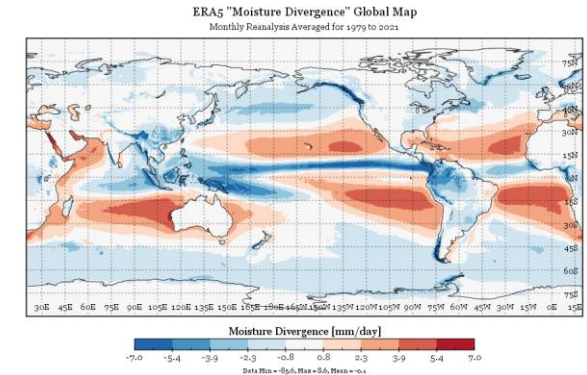 ERA5 "Moisture Divergence" Global Map
Monthly Reanalysis Averaged for 1979 to 2021
75N
60N
45N
30N
15N
0N
15S
30S
45S
60S
75S
30E 45E 60E 75E 90E 105E 120E 135E 150E 165E 180E 165W 150W 135W 120W 105W 90W 75W 60W 45W 30W 15W 0E 15E
Moisture Divergence [mm/day]
-7.0 -5.4 -3.9 -2.3 -0.8 0.8 2.3 3.9 5.4 7.0
Data Min = -85.6, Max = 8.6, Mean = -0.1